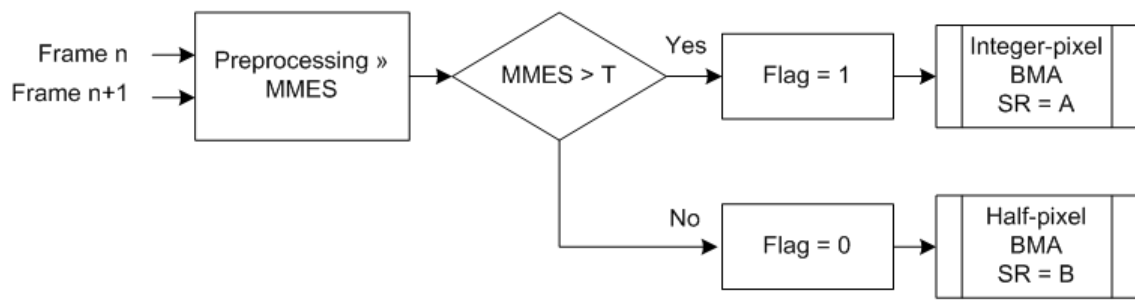 Frame n
Frame n+1
Preprocessing »
MMES
MMES > T
Yes
Flag = 1
Integer-pixel
BMA
SR = A
No
Flag = 0
Half-pixel
BMA
SR = B